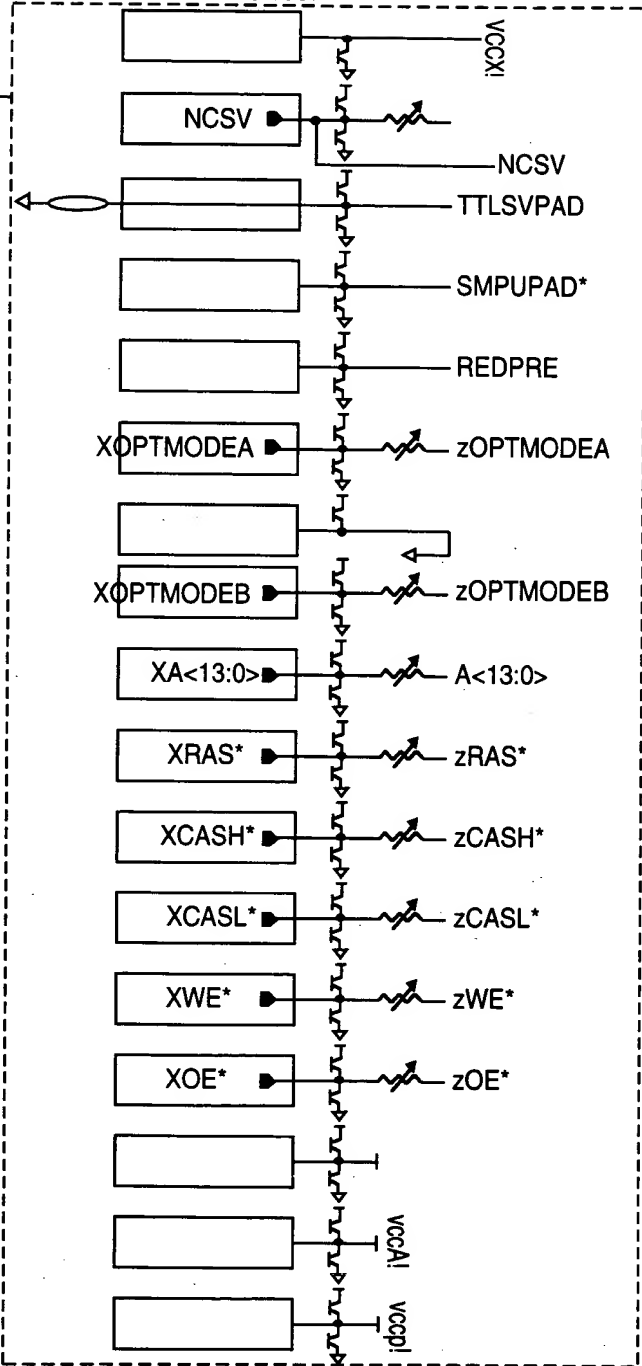 VCCX!
NCSV
NCSV
TTLSVPAD
SMPUPAD*
REDPRE
XOPTMODEA zOPTMODEA
XOPTMODEB zOPTMODEB
XA<13:0> A<13:0>
XRAS* zRAS*
XCASH* zCASH*
XCASL* zCASL*
XWE* zWE*
XOE* zOE*
vccA!
vccp!